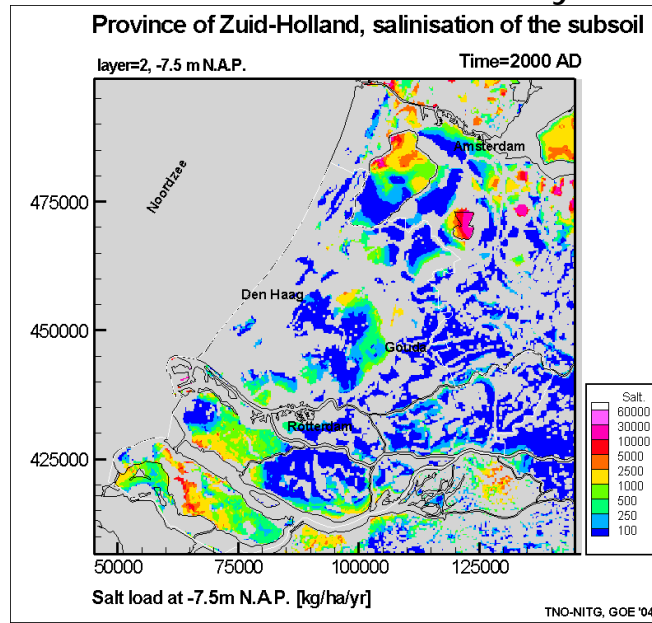 Province of Zuid-Holland, salinisation of the subsoil
layer=2, -7.5 m N.A.P.
Time=2000 AD
Amsterdam
Noordzee
475000
Den Haag
450000
Gouda
Rotterdam
425000
Salt.
60000
30000
10000
5000
2500
1000
500
250
100
50000
75000
100000
125000
Salt load at -7.5m N.A.P. [kg/ha/yr]
TNO-NITG, GOE '04